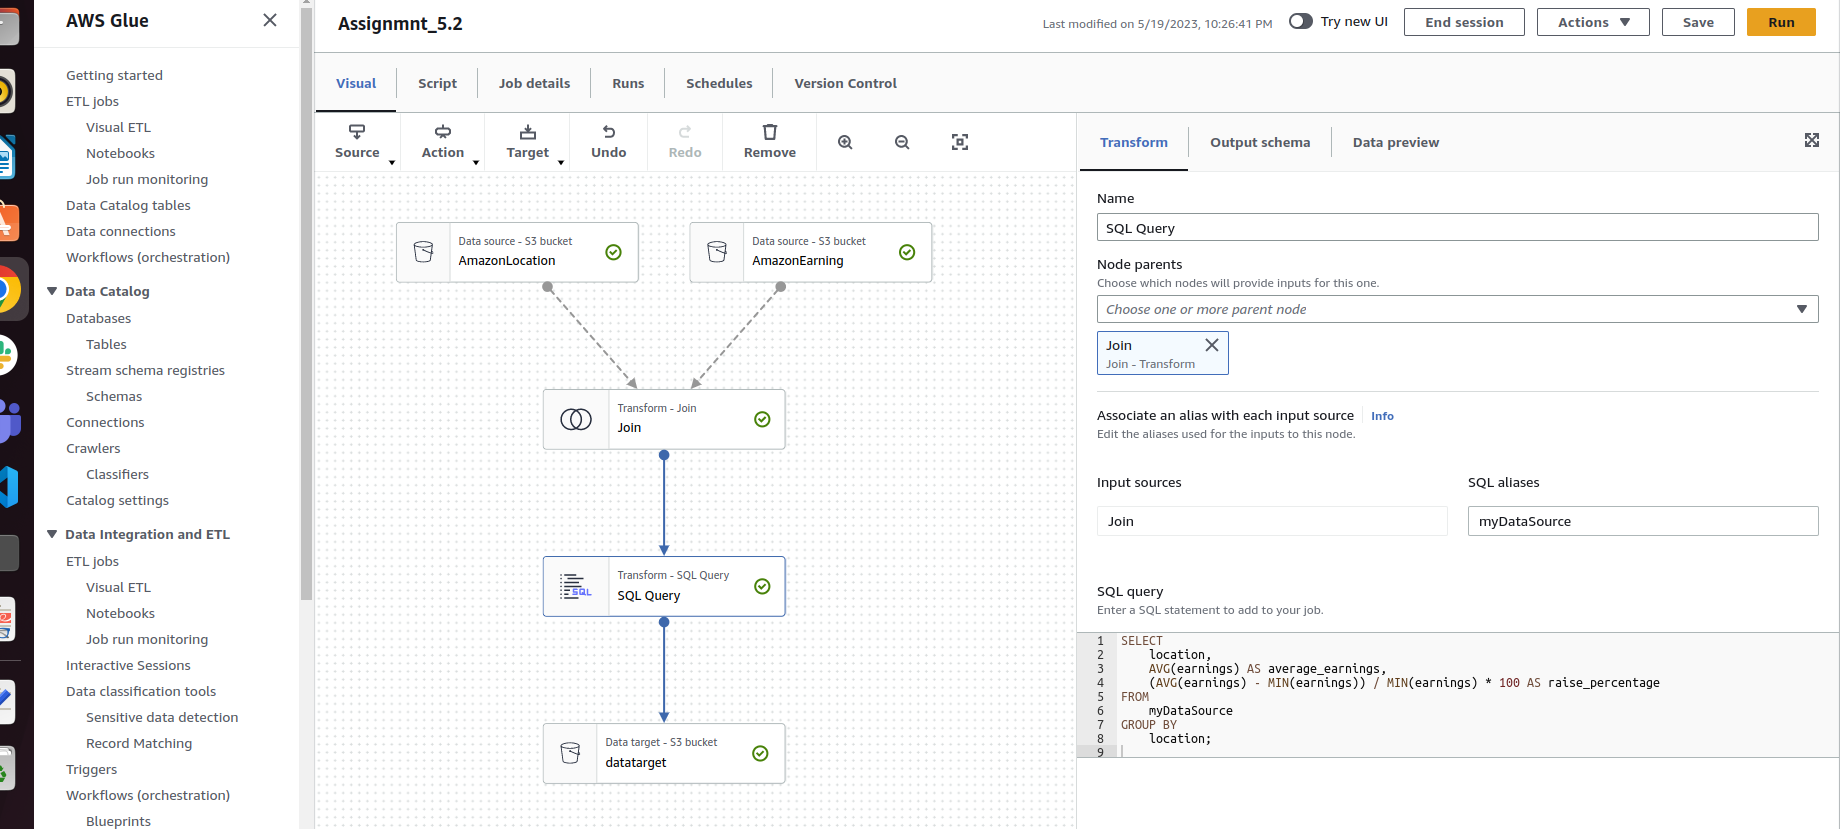 AWS Glue
Getting started
ETL jobs
Visual ETL
Notebooks
Job run monitoring
Data Catalog tables
Data connections
Workflows (orchestration)
Data Catalog
Databases
Tables
Stream schema registries
Schemas
Connections
Crawlers
Classifiers
Catalog settings
Data Integration and ETL
ETL jobs
Visual ETL
Notebooks
Job run monitoring
Interactive Sessions
Data classification tools
Sensitive data detection
Record Matching
Triggers
Workflows (orchestration)
Blueprints
Assignmnt_5.2
Last modified on 5/19/2023, 10:26:41 PM
Try new UI
End session
Actions
Save
Run
Visual
Script
Job details
Runs
Schedules
Version Control
Source
Action
Target
Undo
Redo
Remove
Data source - S3 bucket
AmazonLocation
Data source - S3 bucket
AmazonEarning
Transform - Join
Join
Transform - SQL Query
SQL
SQL Query
Data target - S3 bucket
datatarget
Transform
Output schema
Data preview
Name
SQL Query
Node parents
Choose which nodes will provide inputs for this one.
Choose one or more parent node
Join
Join - Transform
Associate an alias with each input source
Info
Edit the aliases used for the inputs to this node.
Input sources
SQL aliases
Join
myDataSource
SQL query
Enter a SQL statement to add to your job.
1 SELECT
2 location,
3 AVG(earnings) AS average_earnings,
4 (AVG(earnings) - MIN(earnings)) / MIN(earnings) * 100 AS raise_percentage
5 FROM
6 myDataSource
7 GROUP BY
8 location;
9